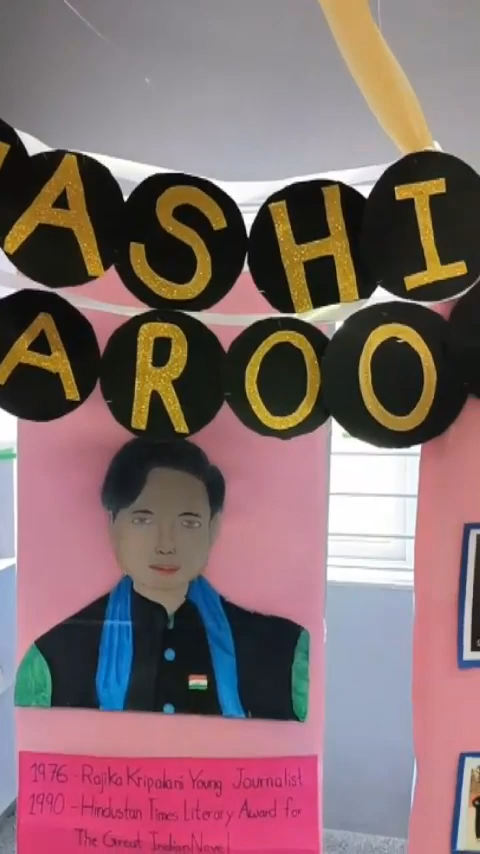 ASHI
AROO
1976 - Rajika Kripalani Young Journalist
1990 - Hindustan Times Literary Award for
The Great Indian Novel